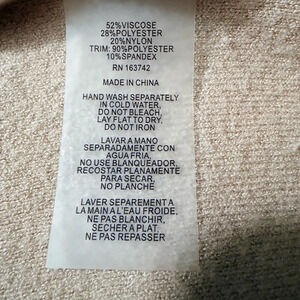 52%VISCOSE
28%POLYESTER
20%NYLON
TRIM: 90%POLYESTER
10%SPANDEX
RN 163742
MADE IN CHINA
HAND WASH SEPARATELY
IN COLD WATER,
DO NOT BLEACH,
LAY FLAT TO DRY,
DO NOT IRON
LAVAR A MANO
SEPARADAMENTE CON
AGUA FRIA,
NO USE BLANQUEADOR,
RECOSTAR PLANAMENTE
PARA SECAR,
NO PLANCHE
LAVER SEPAREMENT A
LA MAIN A L'EAU FROIDE,
NE PAS BLANCHIR,
SECHER A PLAT,
NE PAS REPASSER